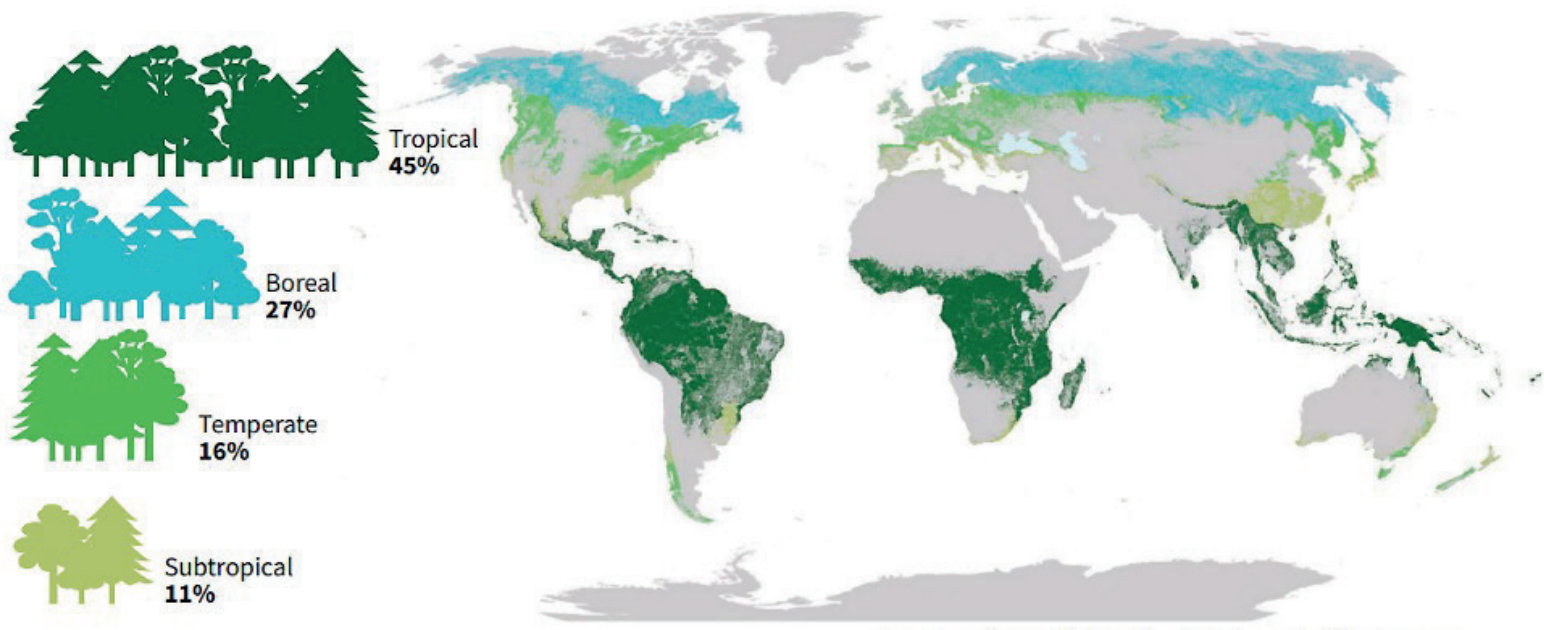 Tropical
45%
Boreal
27%
Temperate
16%
Subtropical
11%